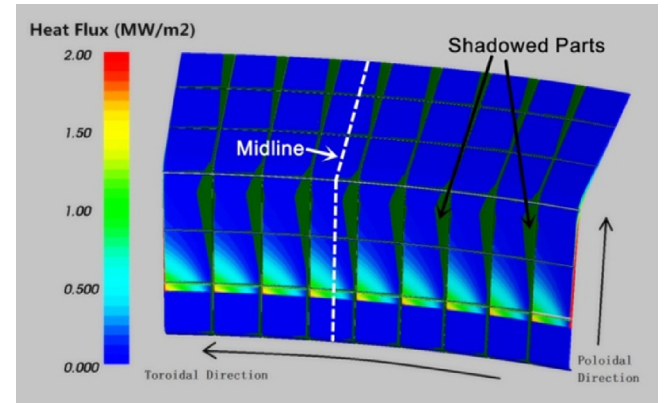 Heat Flux (MW/m2)
2.00
1.50
1.00
0.500
0.000
Shadowed Parts
Midline
Toroidal Direction
Poloidal
Direction